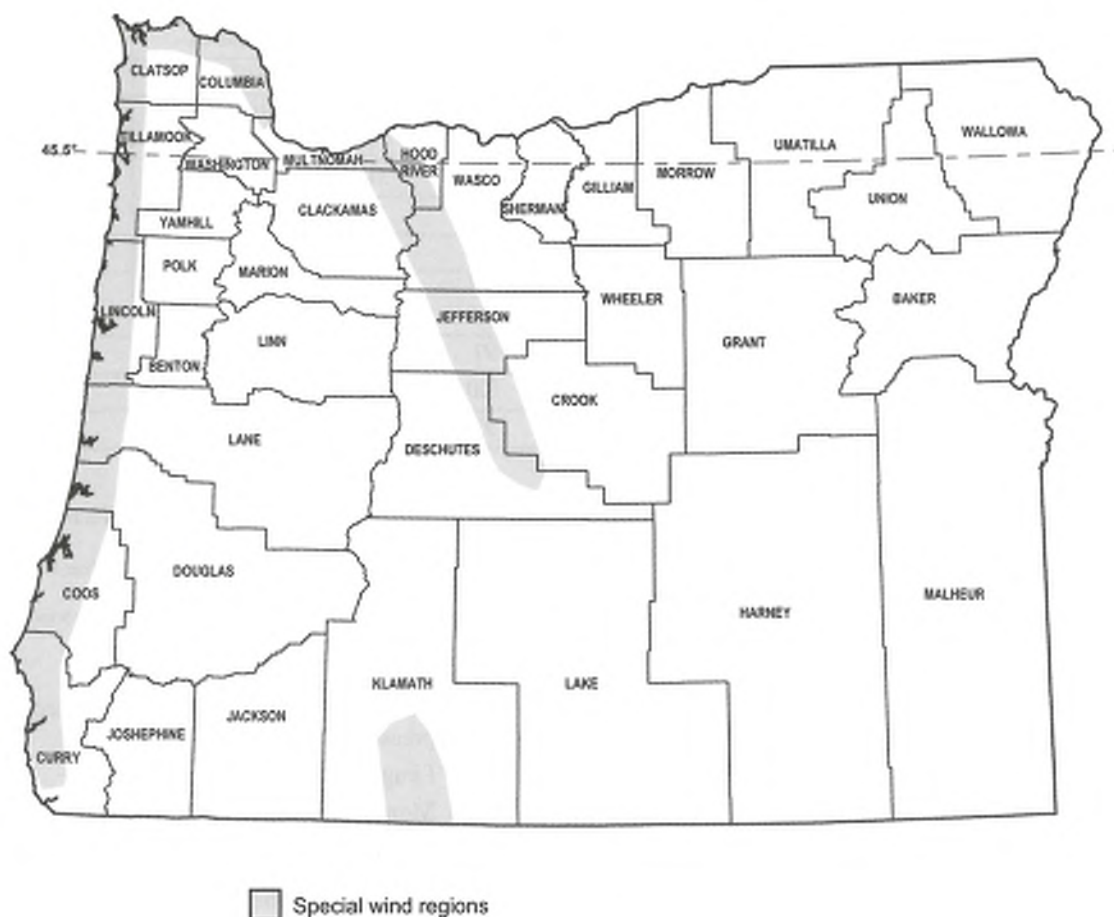 CLATSOP
COLUMBIA
TILLAMOOK
45.5°
WASHINGTON
MULTNOMAH
HOOD
RIVER
WASCO
SHERMAN
GILLIAM
MORROW
UMATILLA
WALLOWA
UNION
YAMHILL
CLACKAMAS
POLK
MARION
WHEELER
BAKER
LINCOLN
JEFFERSON
GRANT
BENTON
LINN
CROOK
LANE
DESCHUTES
DOUGLAS
COOS
HARNEY
MALHEUR
KLAMATH
LAKE
JACKSON
JOSHEPHINE
CURRY
Special wind regions